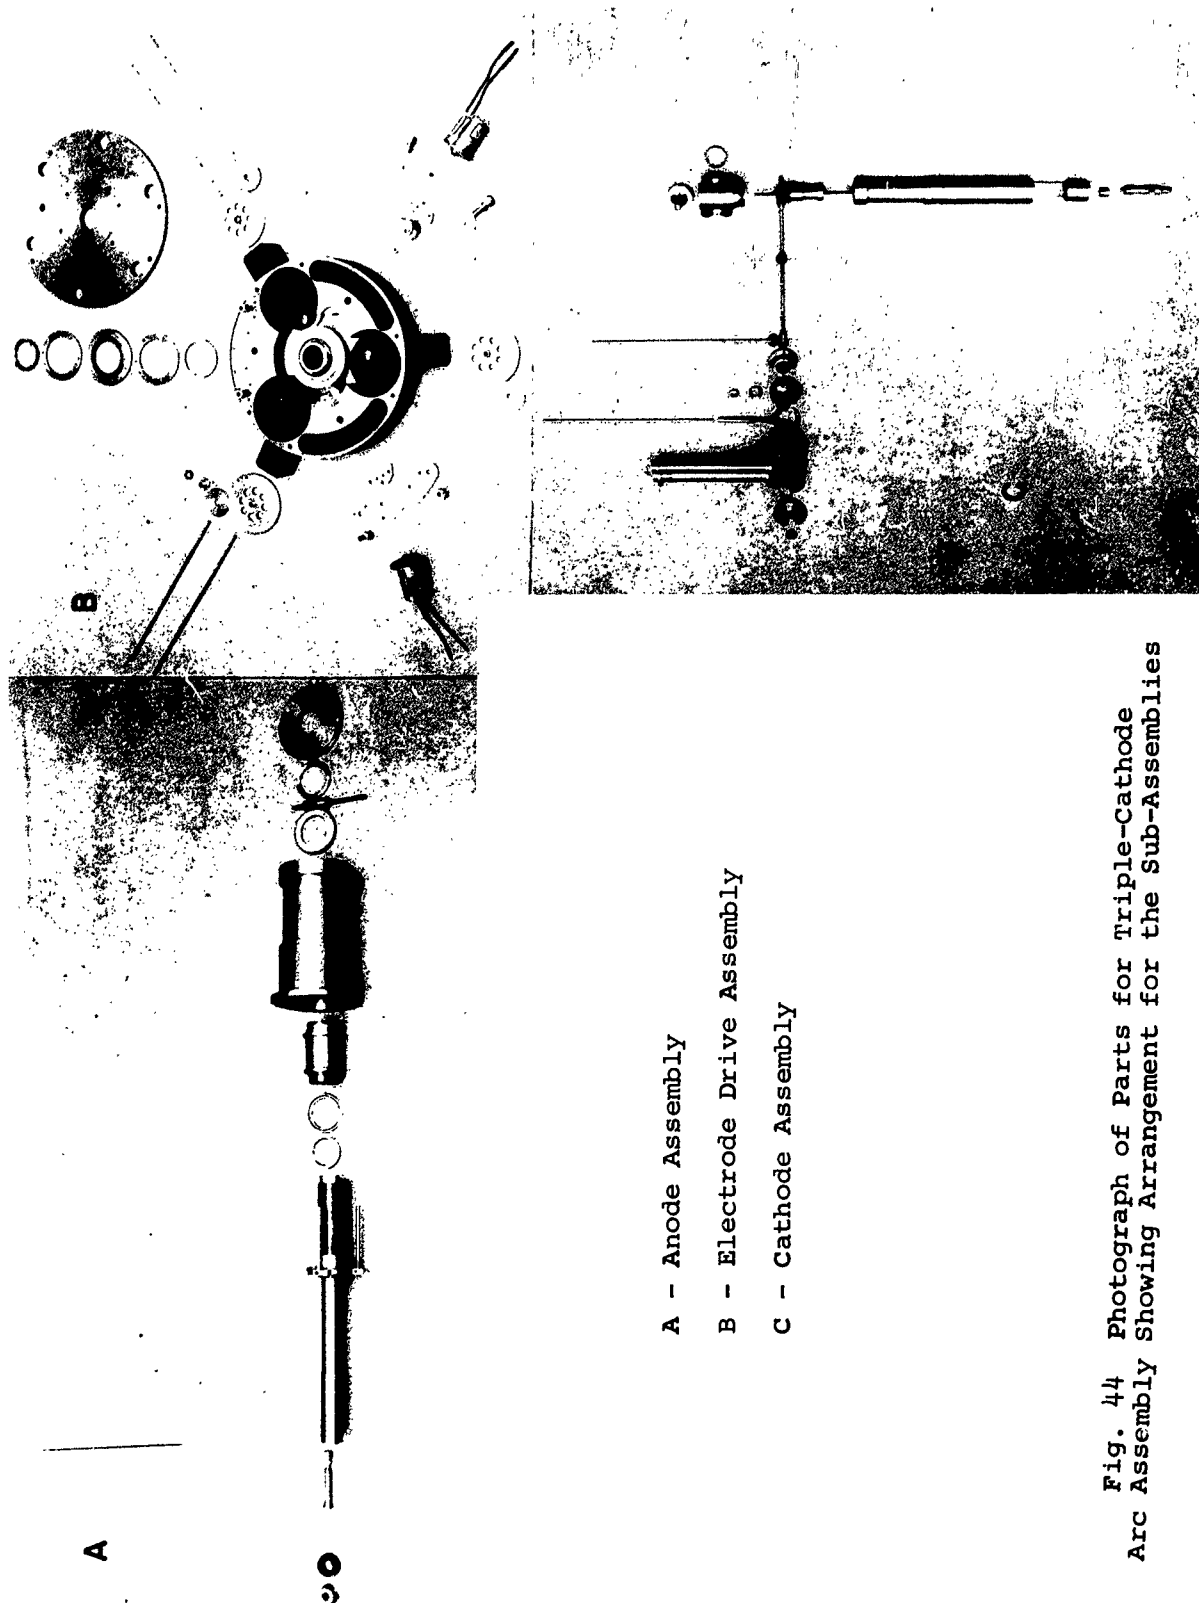 A
B
A - Anode Assembly
B - Electrode Drive Assembly
C - Cathode Assembly
Fig. 44 Photograph of Parts for Triple-Cathode
Arc Assembly Showing Arrangement for the Sub-Assemblies